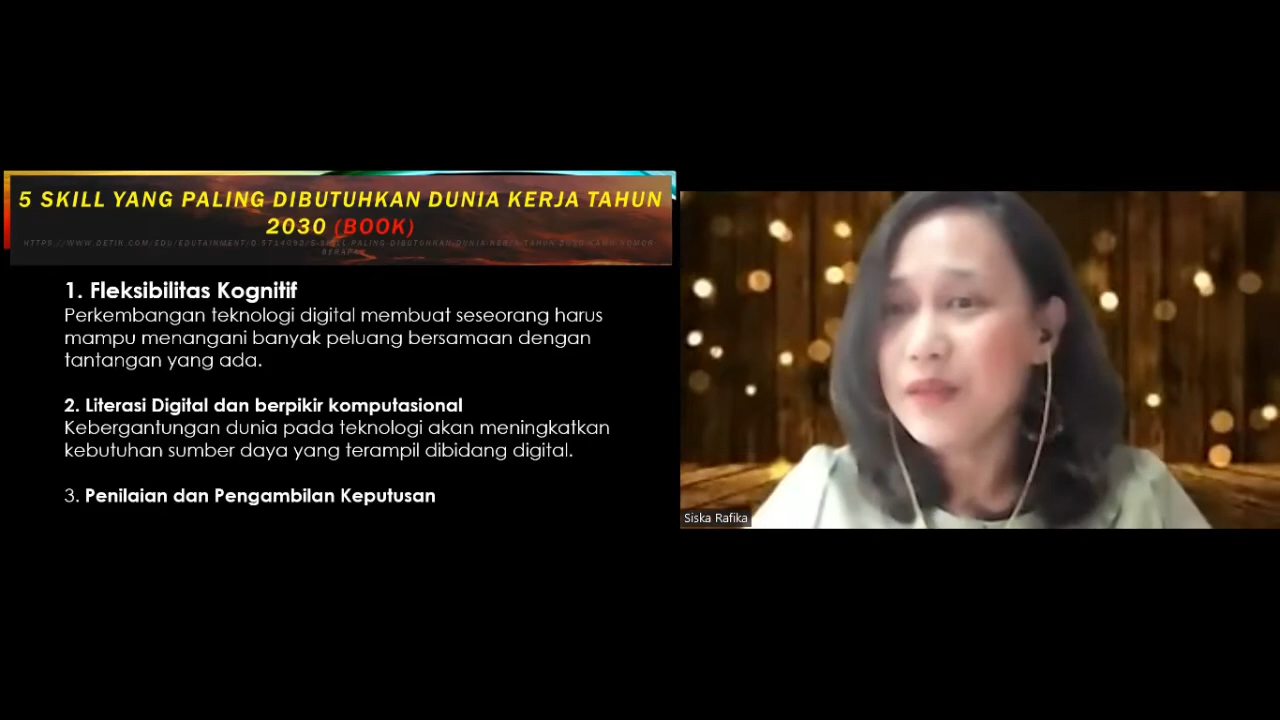 5 SKILL YANG PALING DIBUTUHKAN DUNIA KERJA TAHUN
2030 (BOOK)
1. Fleksibilitas Kognitif
Perkembangan teknologi digital membuat seseorang harus
mampu menangani banyak peluang bersamaan dengan
tantangan yang ada.
2. Literasi Digital dan berpikir komputasional
Kebergantungan dunia pada teknologi akan meningkatkan
kebutuhan sumber daya yang terampil dibidang digital.
3. Penilaian dan Pengambilan Keputusan
Siska Rafika